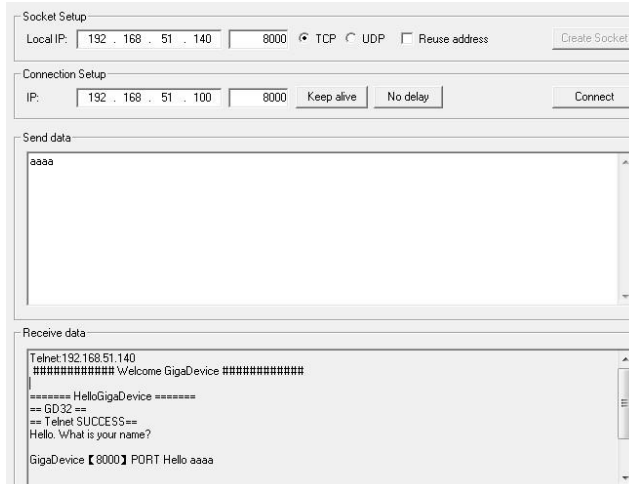 Socket Setup
Local IP: 192 . 168 . 51 . 140 8000 TCP UDP Reuse address Create Socket
Connection Setup
IP: 192 . 168 . 51 . 100 8000 Keep alive No delay Connect
Send data
aaaa
Receive data
Telnet:192.168.51.140
############ Welcome GigaDevice ############
======= HelloGigaDevice =======
== GD32 ==
== Telnet SUCCESS==
Hello. What is your name?
GigaDevice【8000】PORT Hello aaaa